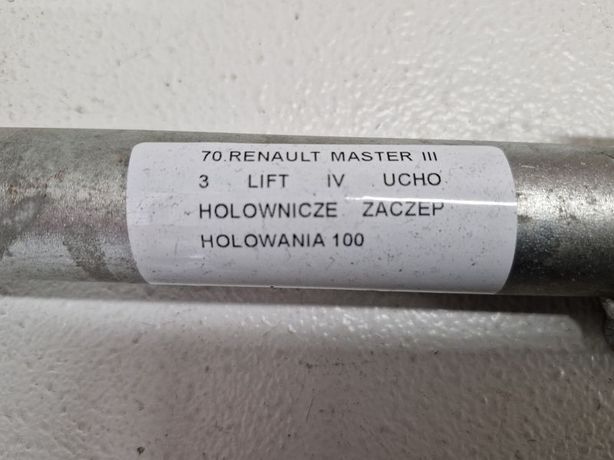 70.RENAULT MASTER III
3 LIFT IV UCHO
HOLOWNICZE ZACZEP
HOLOWANIA 100